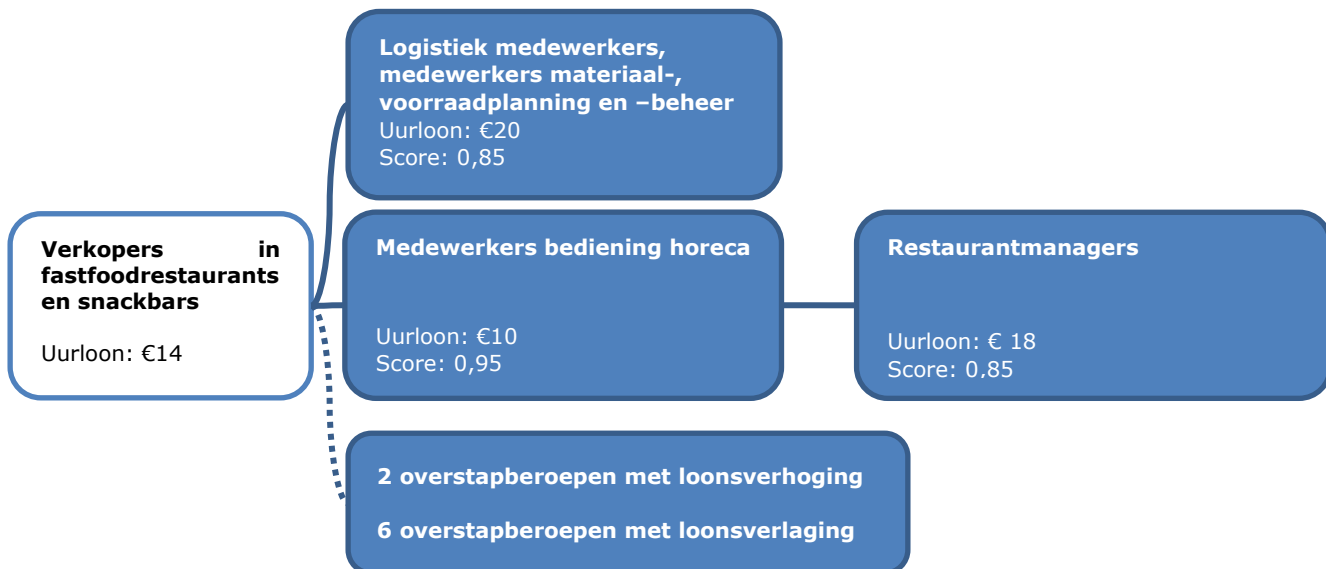 Logistiek medewerkers,
medewerkers materiaal-,
voorraadplanning en –beheer
Uurloon: €20
Score: 0,85
Verkopers in
fastfoodrestaurants
en snackbars
Uurloon: €14
Medewerkers bediening horeca
Uurloon: €10
Score: 0,95
Restaurantmanagers
Uurloon: € 18
Score: 0,85
2 overstapberoepen met loonsverhoging
6 overstapberoepen met loonsverlaging